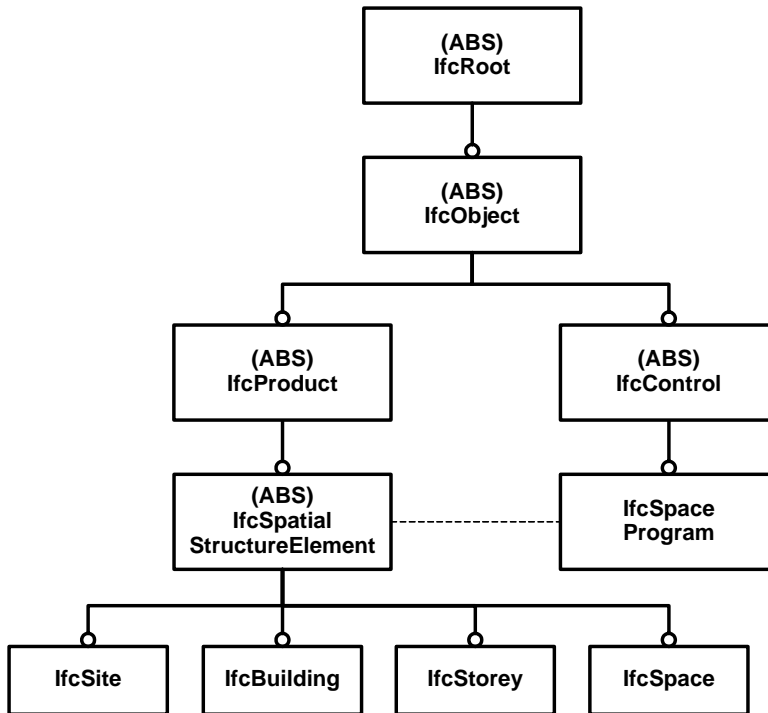 (ABS)
IfcRoot
(ABS)
IfcObject
(ABS)
IfcProduct
(ABS)
IfcControl
(ABS)
IfcSpatial
StructureElement
IfcSpace
Program
IfcSite
IfcBuilding
IfcStorey
IfcSpace